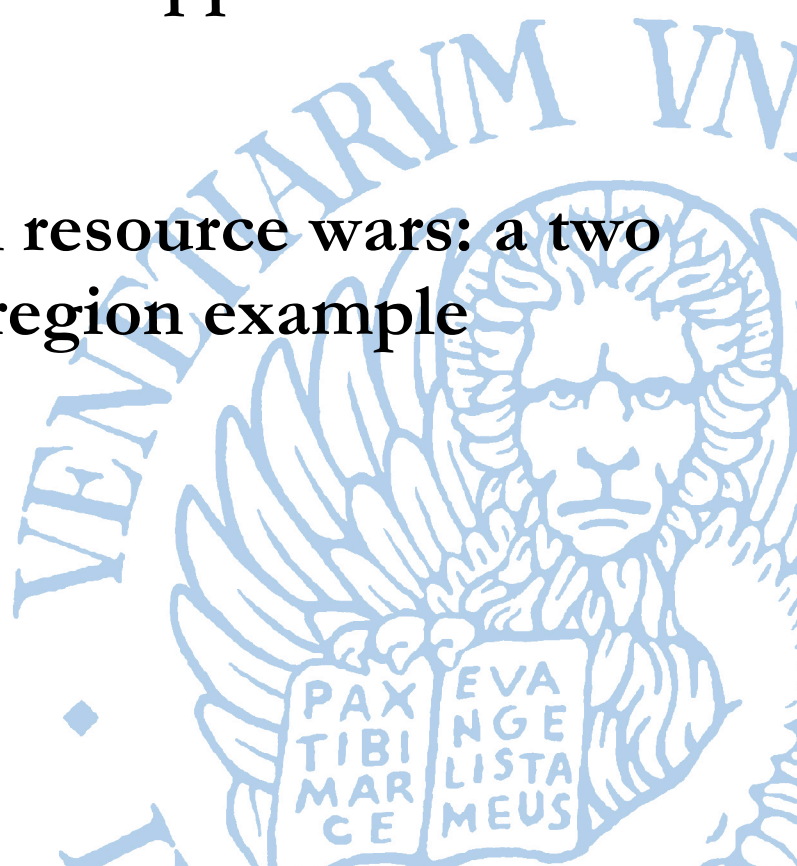 VENETIARVM VN
resource wars: a two
region example
PAX
TIBI
MAR
CE
EVA
NGE
LISTA
MEUS